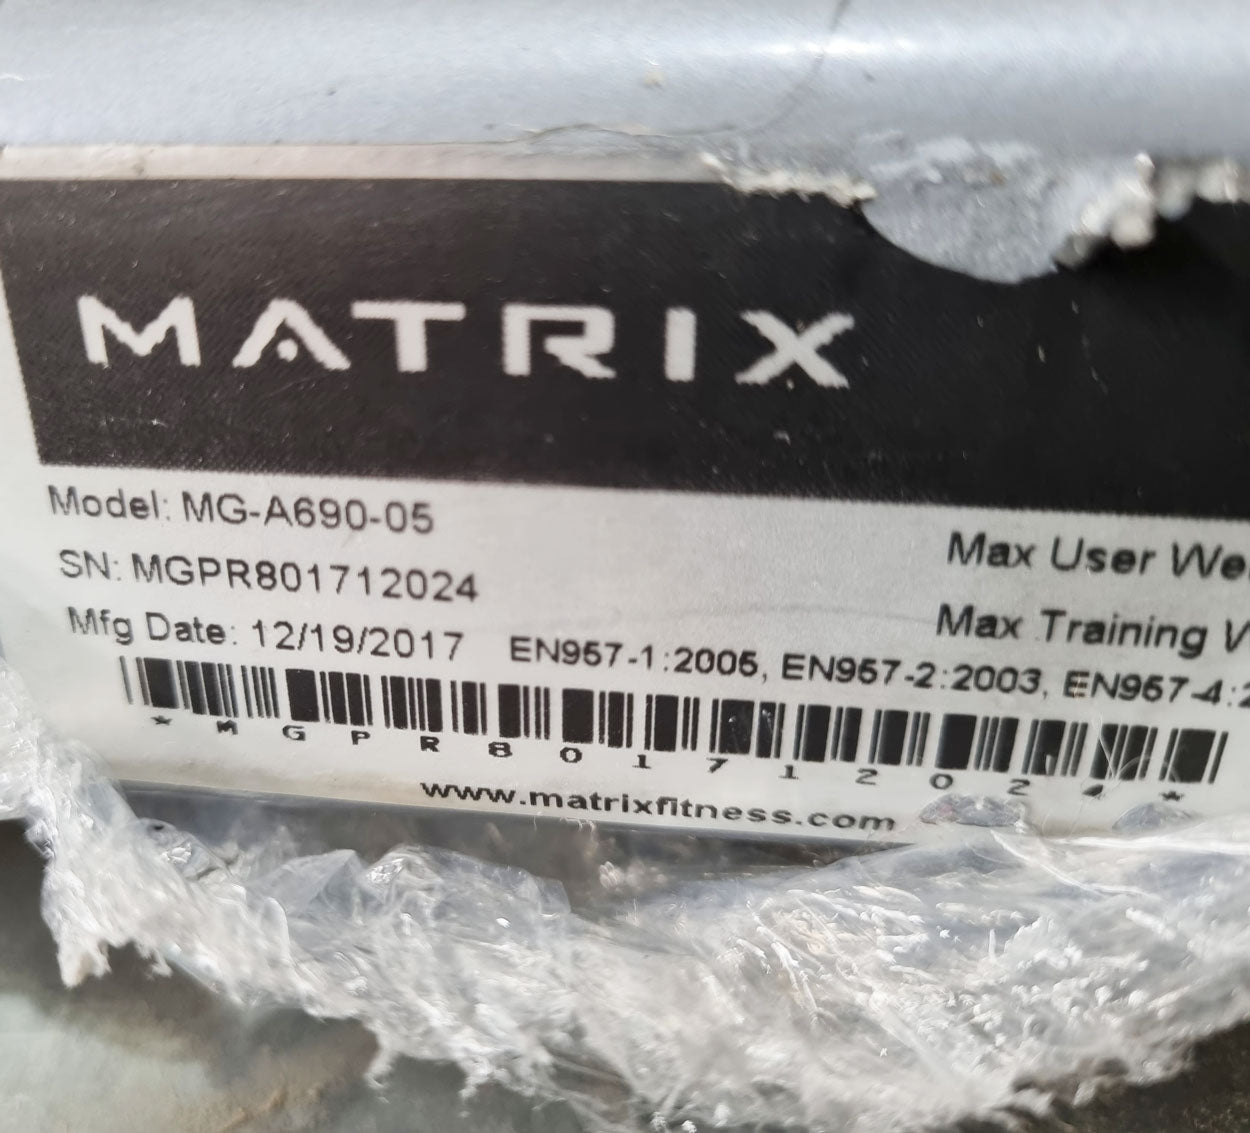 MATRIX
Model: MG-A690-05
SN: MGPR801712024
Mfg Date: 12/19/2017
Max User
Max Training
EN957-1:2005, EN957-2:2003, EN957-4:2
*MGPR801712024*
www.matrixfitness.com